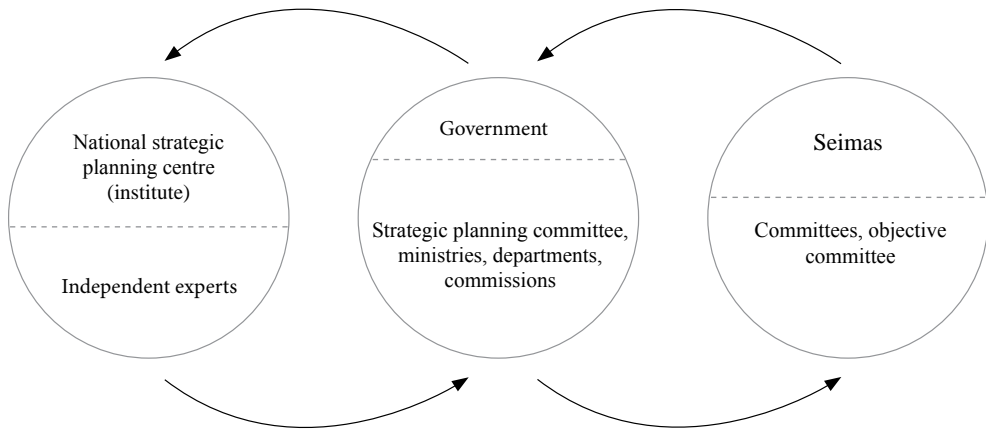 National strategic
planning centre
(institute)
Independent experts
Government
Strategic planning committee,
ministries, departments,
commissions
Seimas
Committees, objective
committee